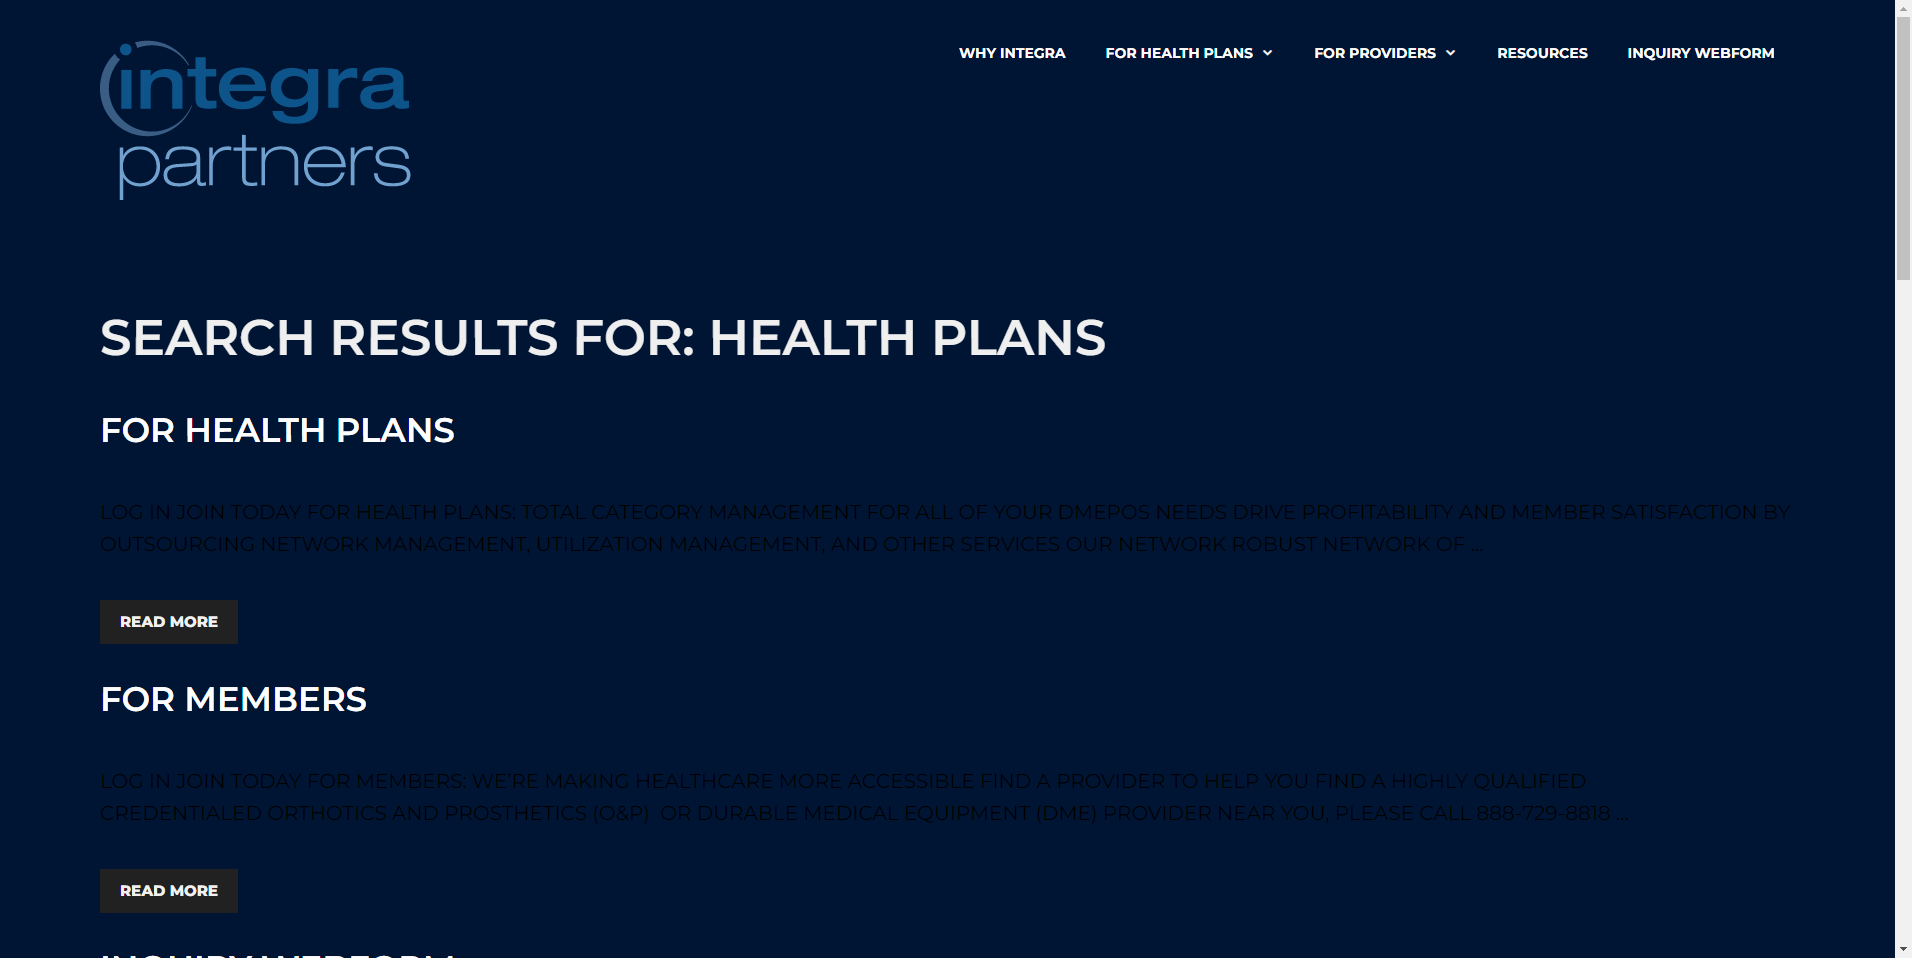 integra
partners
WHY INTEGRA FOR HEALTH PLANS FOR PROVIDERS RESOURCES INQUIRY WEBFORM
SEARCH RESULTS FOR: HEALTH PLANS
FOR HEALTH PLANS
LOG IN JOIN TODAY FOR HEALTH PLANS: TOTAL CATEGORY MANAGEMENT FOR ALL OF YOUR DMEPOS NEEDS DRIVE PROFITABILITY AND MEMBER SATISFACTION BY
OUTSOURCING NETWORK MANAGEMENT, UTILIZATION MANAGEMENT, AND OTHER SERVICES OUR NETWORK ROBUST NETWORK OF ...
READ MORE
FOR MEMBERS
LOG IN JOIN TODAY FOR MEMBERS: WE'RE MAKING HEALTHCARE MORE ACCESSIBLE FIND A PROVIDER TO HELP YOU FIND A HIGHLY QUALIFIED
CREDENTIALED ORTHOTICS AND PROSTHETICS (O&P)  OR DURABLE MEDICAL EQUIPMENT (DME) PROVIDER NEAR YOU, PLEASE CALL 888-729-8818 ...
READ MORE
INQUIRY WEBFORM